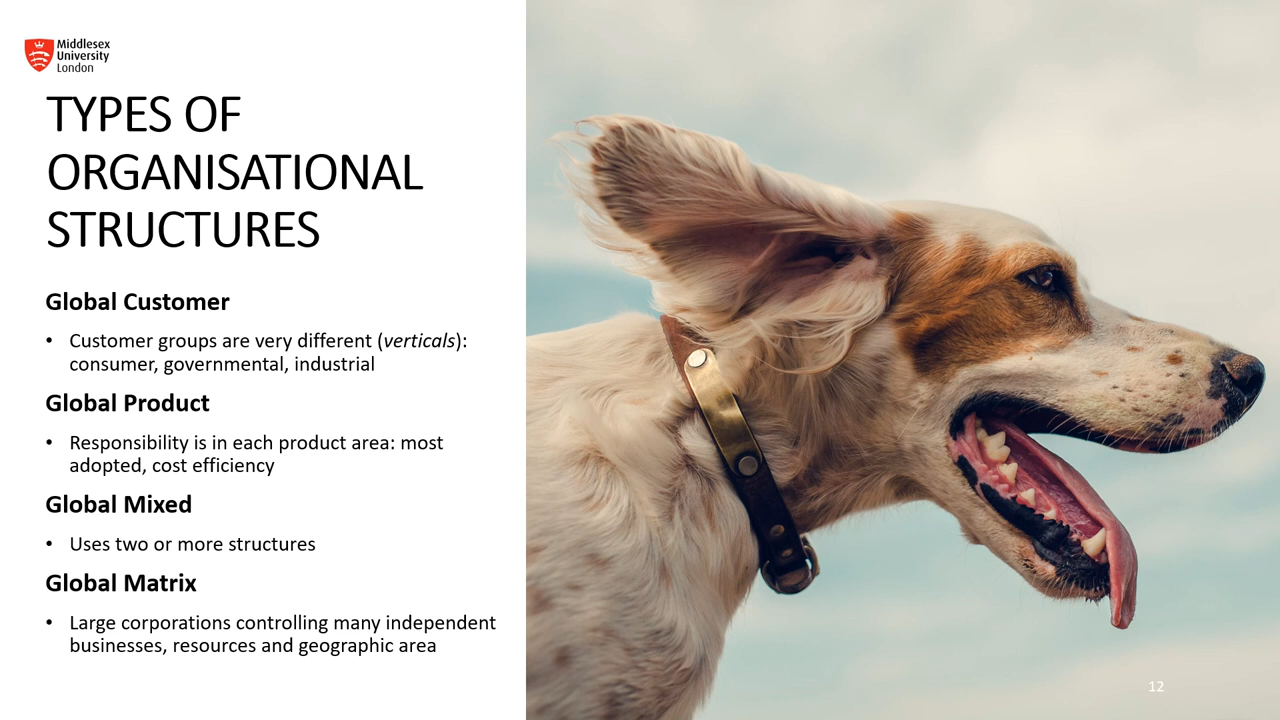 Middlesex
University
London
TYPES OF
ORGANISATIONAL
STRUCTURES
Global Customer
• Customer groups are very different (verticals):
consumer, governmental, industrial
Global Product
• Responsibility is in each product area: most
adopted, cost efficiency
Global Mixed
• Uses two or more structures
Global Matrix
• Large corporations controlling many independent
businesses, resources and geographic area
12